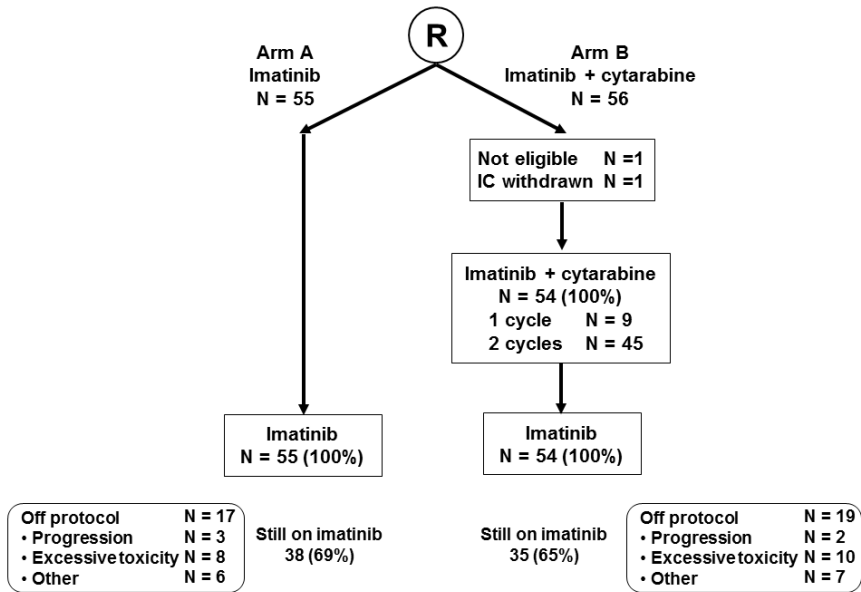 R
Arm A
Imatinib
N = 55
Arm B
Imatinib + cytarabine
N = 56
Not eligible N =1
IC withdrawn N =1
Imatinib + cytarabine
N = 54 (100%)
1 cycle N = 9
2 cycles N = 45
Imatinib
N = 55 (100%)
Imatinib
N = 54 (100%)
Off protocol N = 17
• Progression N = 3
• Excessive toxicity N = 8
• Other N = 6
Still on imatinib
38 (69%)
Still on imatinib
35 (65%)
Off protocol N = 19
• Progression N = 2
• Excessive toxicity N = 10
• Other N = 7